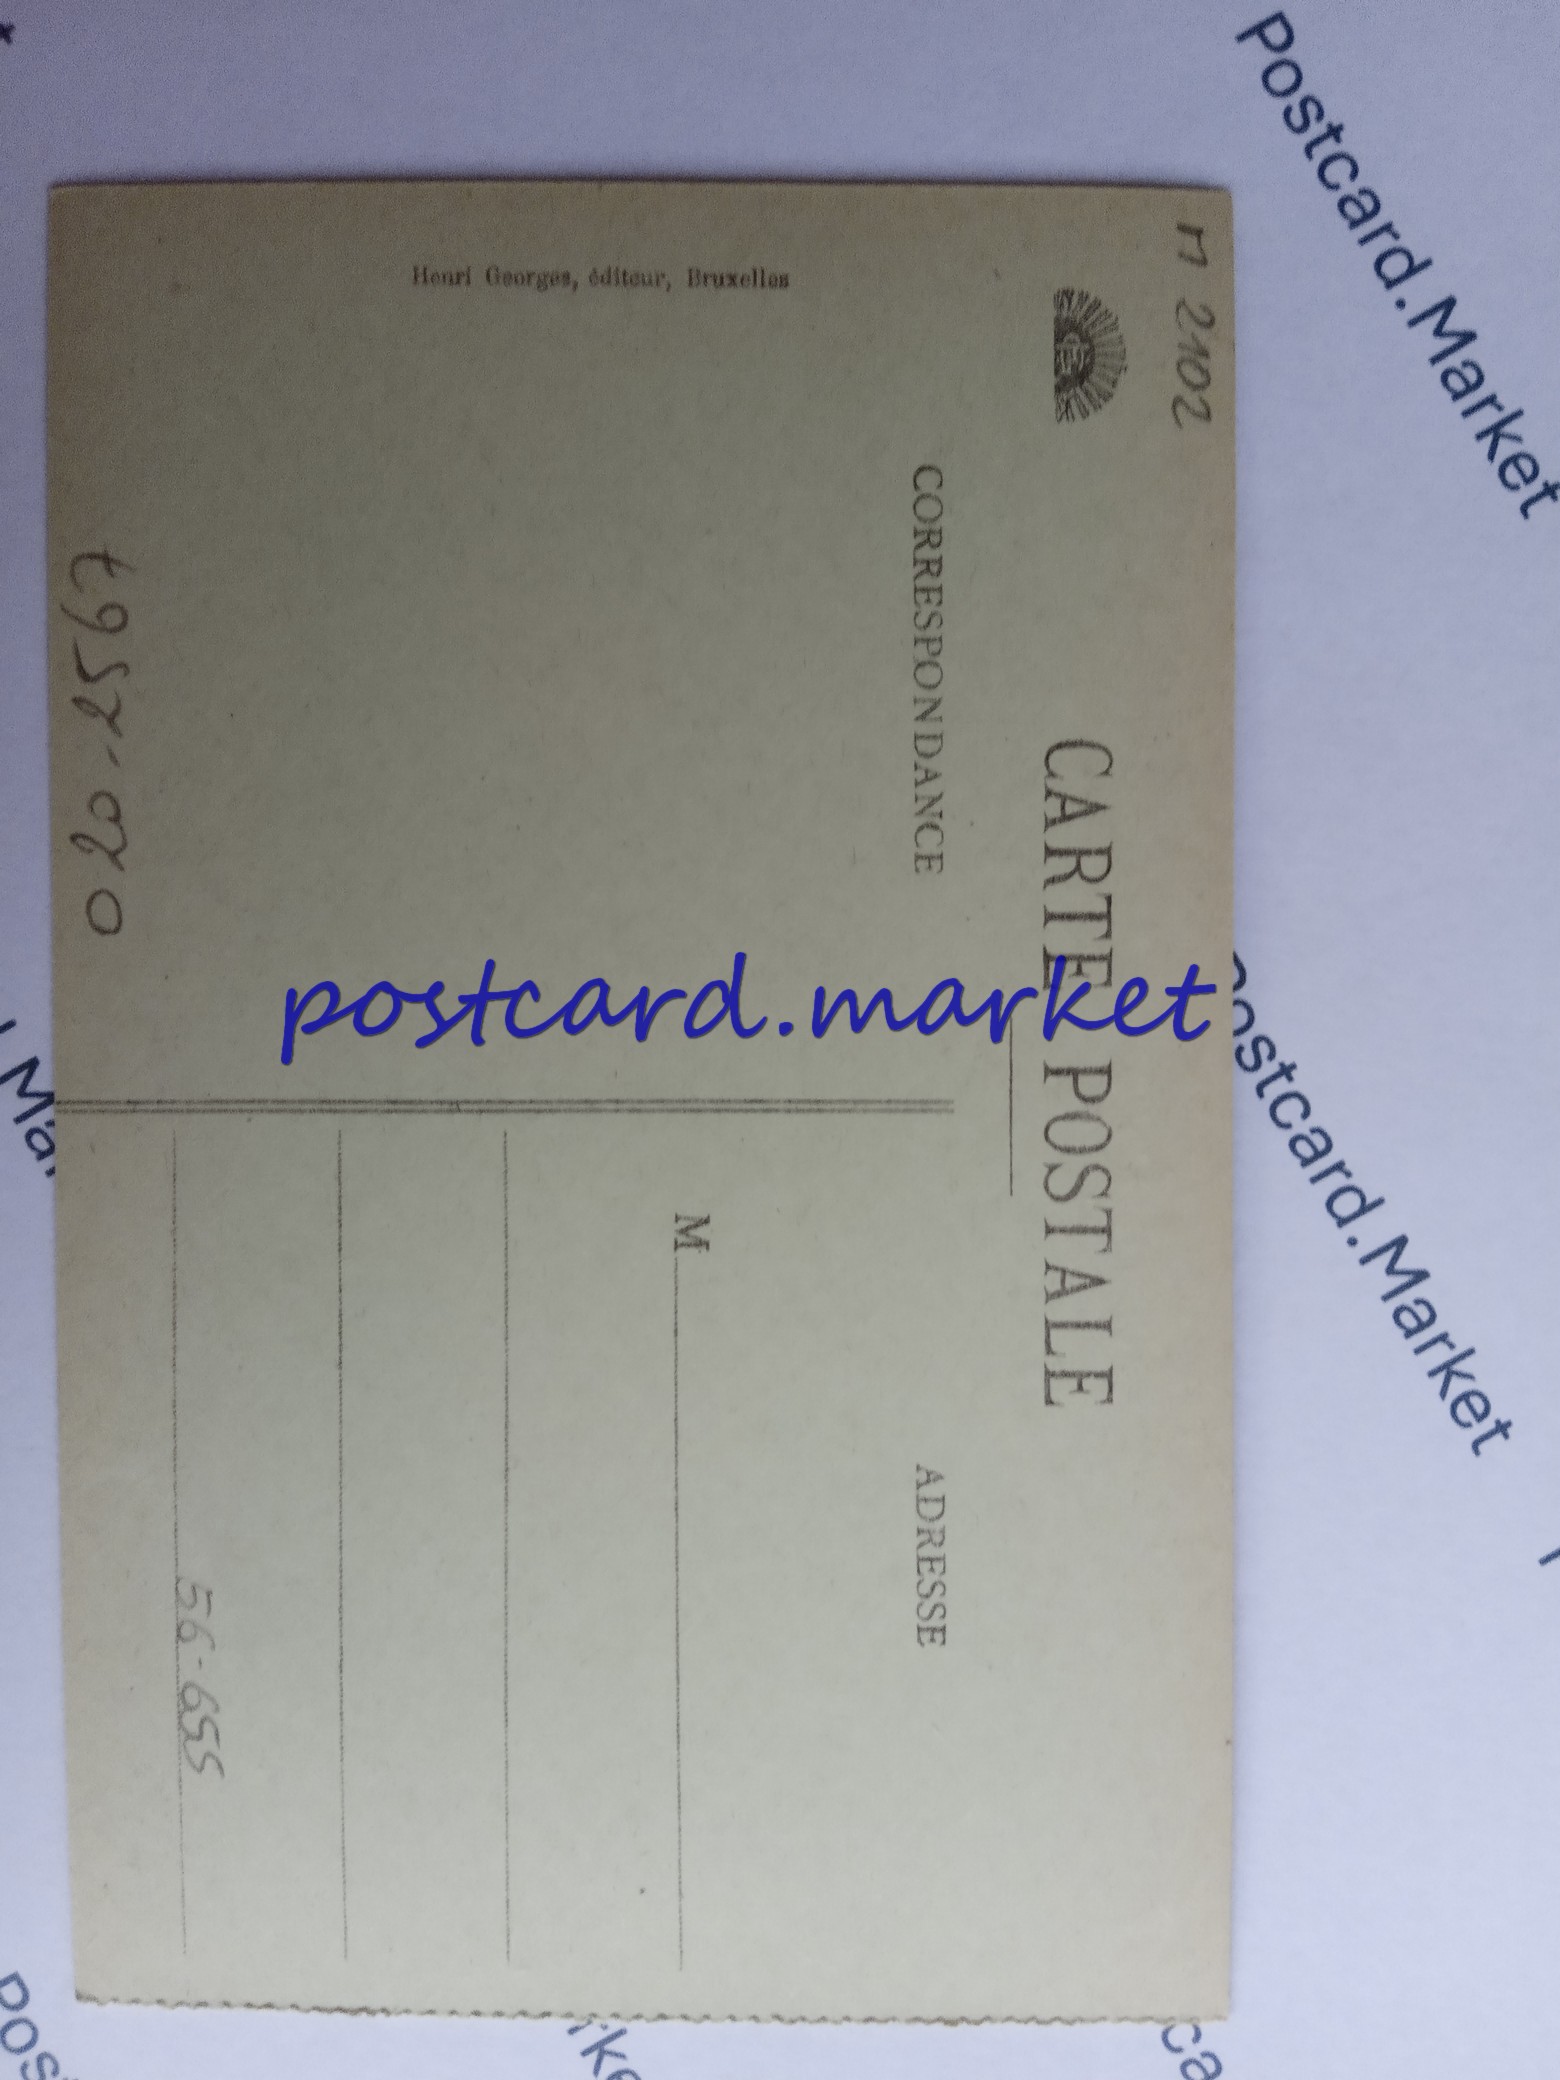 M 2102
CARTE POSTALE
CORRESPONDANCE
ADRESSE
M
Henri Georges, éditeur, Bruxelles
56-655
020-2567
postcard.market
Postcard.Market
Postcard.Market